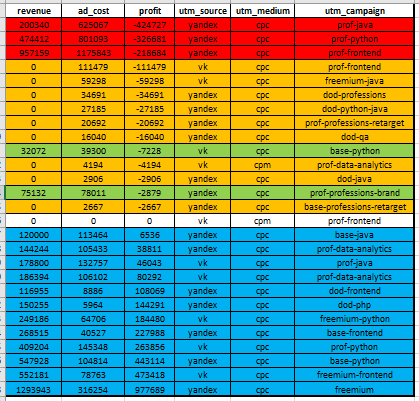 revenue ad_cost profit utm_source utm_medium utm_campaign
200340 625067 -424727 yandex cpc prof-java
474412 801093 -326681 yandex cpc prof-python
957159 1175843 -218684 yandex cpc prof-frontend
0 111479 -111479 vk cpc prof-frontend
0 59298 -59298 vk cpc freemium-java
0 34691 -34691 yandex cpc dod-professions
0 27185 -27185 yandex cpc dod-python-java
0 20692 -20692 yandex cpc prof-professions-retarget
0 16040 -16040 yandex cpc dod-qa
32072 39300 -7228 vk cpc base-python
0 4194 -4194 vk cpm prof-data-analytics
0 2906 -2906 yandex cpc dod-java
75132 78011 -2879 yandex cpc prof-professions-brand
0 2667 -2667 yandex cpc base-professions-retarget
0 0 0 vk cpm prof-frontend
120000 113464 6536 yandex cpc base-java
144244 105433 38811 yandex cpc prof-data-analytics
178800 132757 46043 vk cpc prof-java
186394 106102 80292 vk cpc prof-data-analytics
116955 8886 108069 yandex cpc dod-frontend
150255 5964 144291 yandex cpc dod-php
249186 64706 184480 vk cpc freemium-python
268515 40527 227988 yandex cpc base-frontend
409204 145348 263856 vk cpc prof-python
547928 104814 443114 yandex cpc base-python
552181 78763 473418 vk cpc freemium-frontend
1293943 316254 977689 yandex cpc freemium